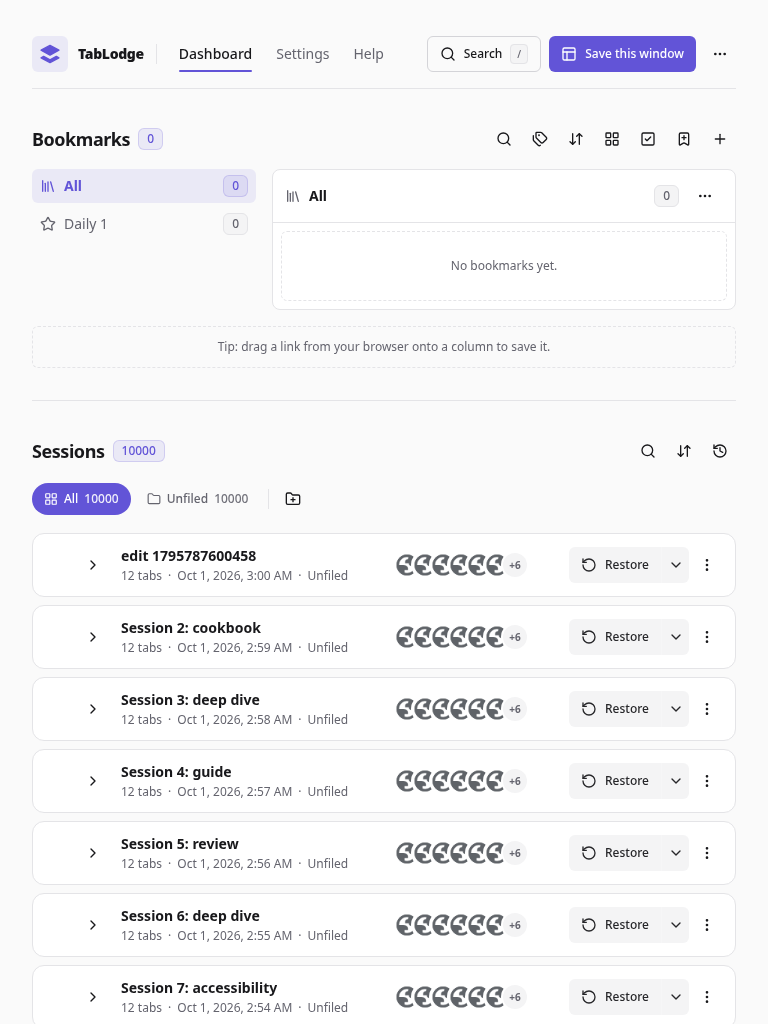 TabLodge
Dashboard
Settings
Help
Search /
Save this window
Bookmarks 0
All 0
Daily 1 0
All 0
No bookmarks yet.
Tip: drag a link from your browser onto a column to save it.
Sessions 10000
All 10000
Unfiled 10000
edit 1795787600458
12 tabs · Oct 1, 2026, 3:00 AM · Unfiled
+6
Restore
Session 2: cookbook
12 tabs · Oct 1, 2026, 2:59 AM · Unfiled
+6
Restore
Session 3: deep dive
12 tabs · Oct 1, 2026, 2:58 AM · Unfiled
+6
Restore
Session 4: guide
12 tabs · Oct 1, 2026, 2:57 AM · Unfiled
+6
Restore
Session 5: review
12 tabs · Oct 1, 2026, 2:56 AM · Unfiled
+6
Restore
Session 6: deep dive
12 tabs · Oct 1, 2026, 2:55 AM · Unfiled
+6
Restore
Session 7: accessibility
12 tabs · Oct 1, 2026, 2:54 AM · Unfiled
+6
Restore